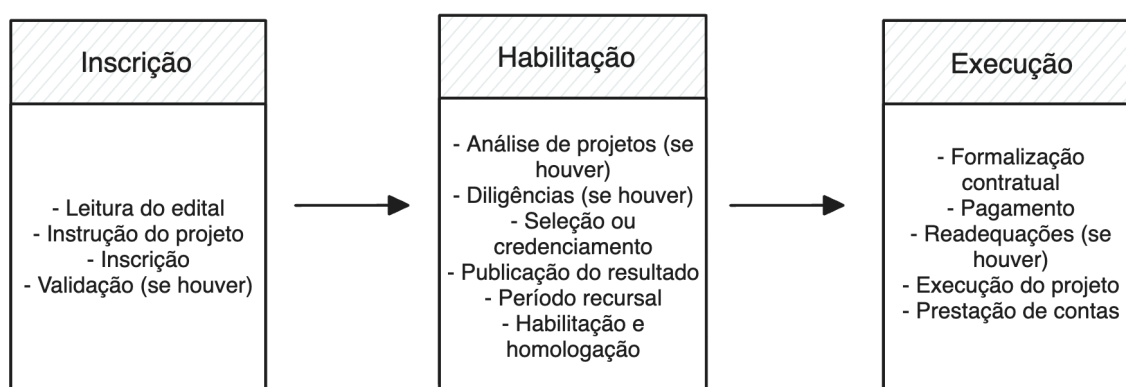 Inscrição
- Leitura do edital
- Instrução do projeto
- Inscrição
- Validação (se houver)
Habilitação
- Análise de projetos (se
houver)
- Diligências (se houver)
- Seleção ou
credenciamento
- Publicação do resultado
- Período recursal
- Habilitação e
homologação
Execução
- Formalização
contratual
- Pagamento
- Readequações (se
houver)
- Execução do projeto
- Prestação de contas